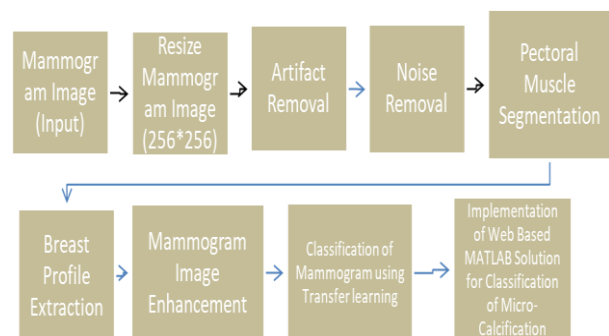 Mammogr
am Image
(Input)
Resize
Mammogr
am Image
(256*256)
Artifact
Removal
Noise
Removal
Pectoral
Muscle
Segmentation
Breast
Profile
Extraction
Mammogram
Image
Enhancement
Classification of
Mammogram using
Transfer learning
Implementation
of Web Based
MATLAB Solution
for Classification
of Micro-
Calcification